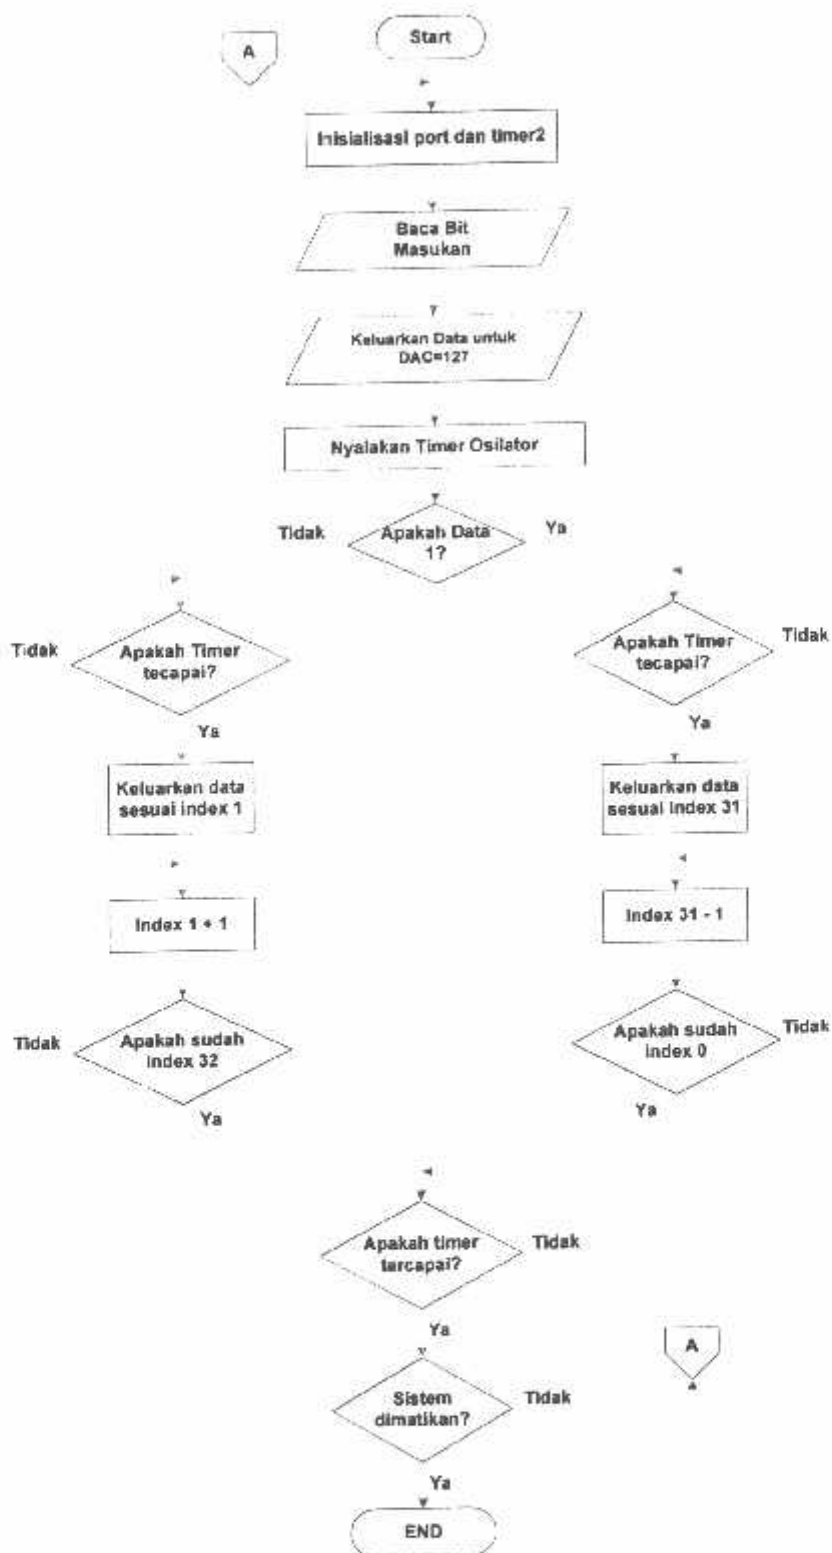 A
Start
Inisialisasi port dan timer2
Baca Bit
Masukan
Keluarkan Data untuk
DAC=127
Nyalakan Timer Osilator
Tidak
Apakah Data
1?
Ya
Tidak
Apakah Timer
tecapai?
Ya
Apakah Timer
tecapai?
Tidak
Ya
Keluarkan data
sesuai index 1
Keluarkan data
sesuai index 31
Index 1 + 1
Index 31 - 1
Tidak
Apakah sudah
index 32
Ya
Apakah sudah
index 0
Tidak
Ya
Apakah timer
tercapai?
Tidak
Ya
A
Sistem
dimatikan?
Tidak
Ya
END